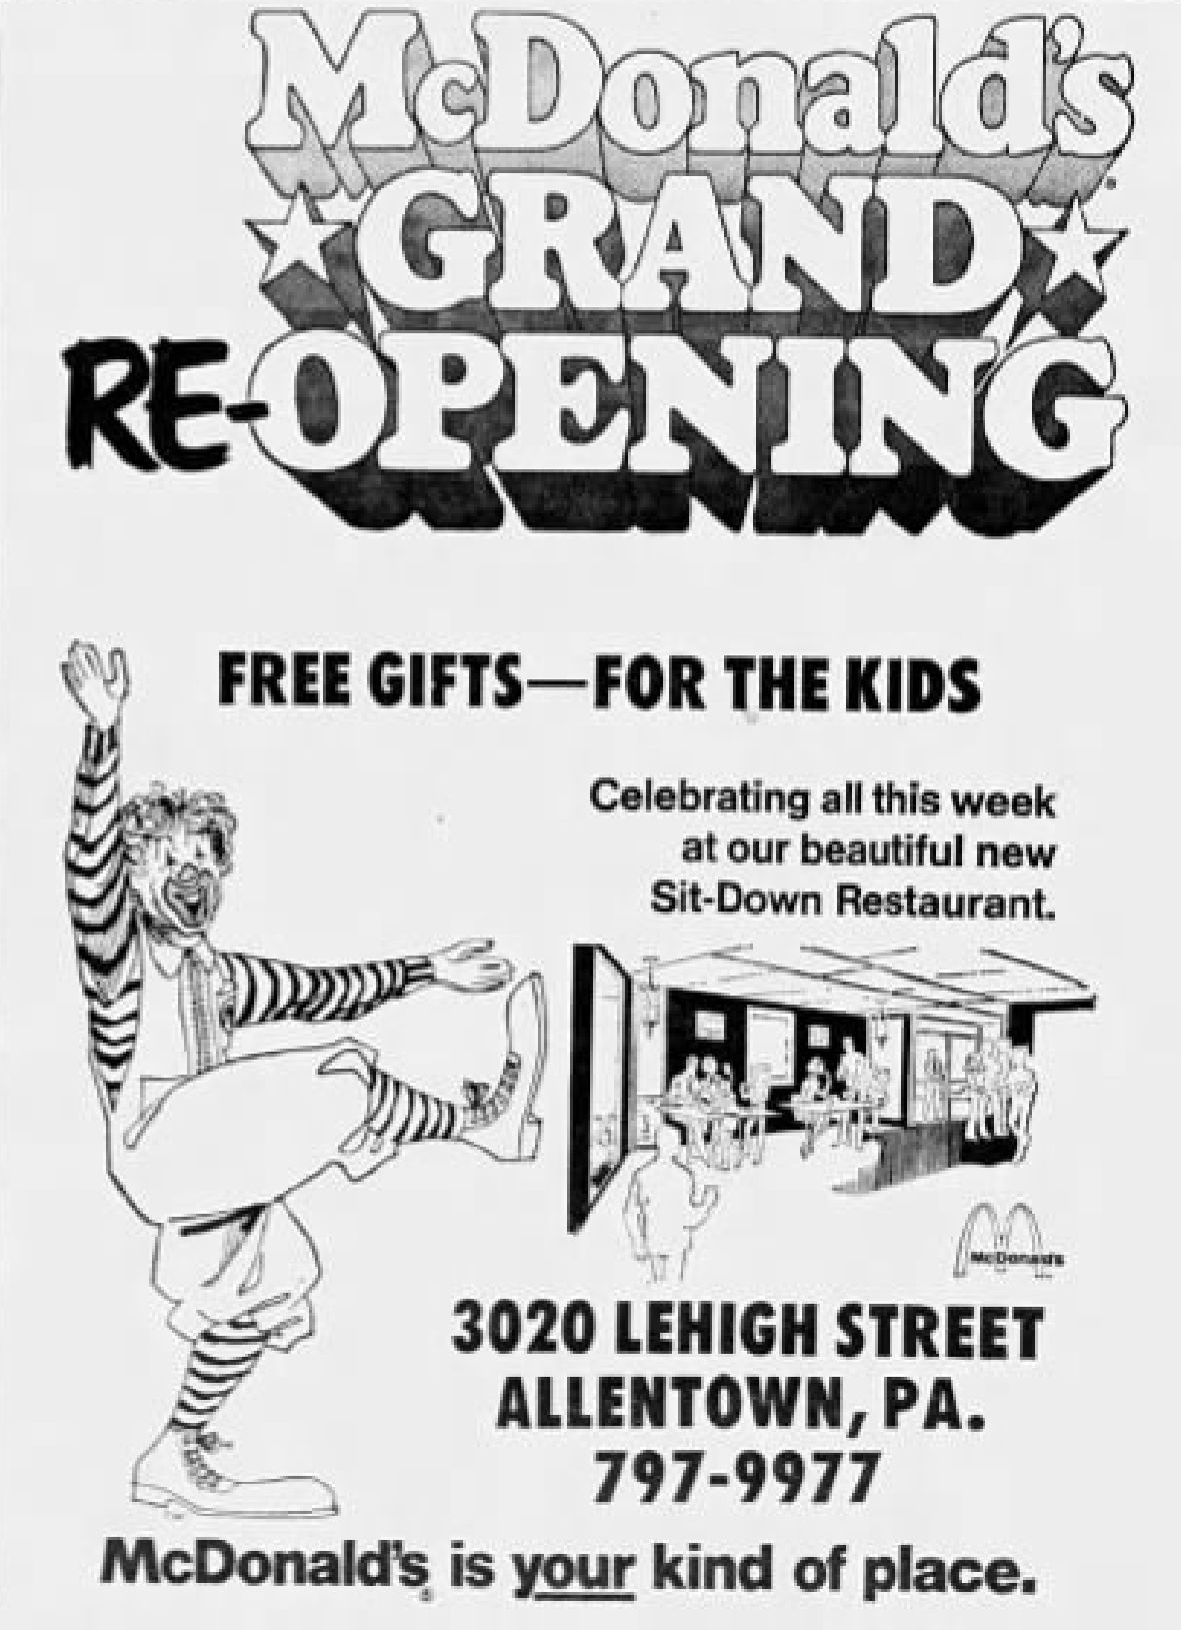 McDonald's
GRAND
RE-OPENING
FREE GIFTS—FOR THE KIDS
Celebrating all this week
at our beautiful new
Sit-Down Restaurant.
McDonald's
3020 LEHIGH STREET
ALLENTOWN, PA.
797-9977
McDonald's® is your kind of place.